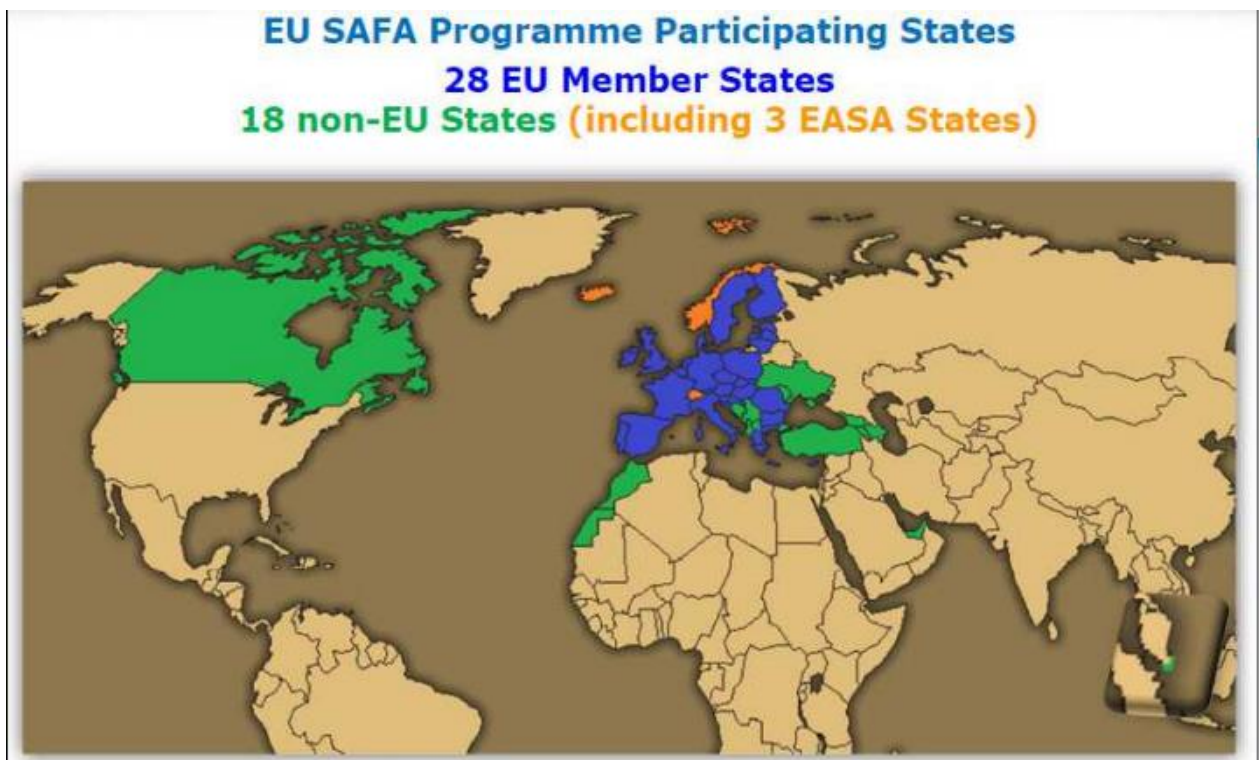 EU SAFA Programme Participating States
28 EU Member States
18 non-EU States (including 3 EASA States)